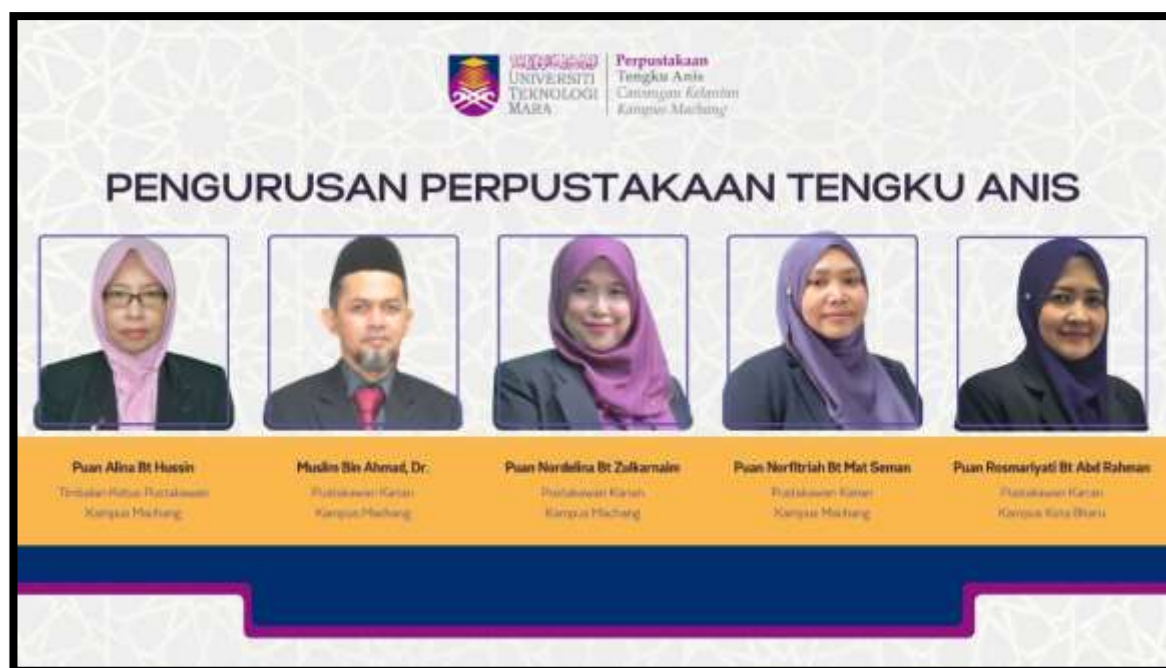 UNIVERSITI
TEKNOLOGI
MARA
Perpustakaan
Tengku Anis
Cawangan Kelantan
Kampus Machang
PENGURUSAN PERPUSTAKAAN TENGKU ANIS
Puan Alina Bt Hussin
Timbalan Ketua Pustakawan
Kampus Machang
Muslim Bin Ahmad, Dr.
Pustakawan Kanan
Kampus Machang
Puan Nordelina Bt Zulkarnaim
Pustakawan Kanan
Kampus Machang
Puan Norfitriah Bt Mat Seman
Pustakawan Kanan
Kampus Machang
Puan Rosmariyati Bt Abd Rahman
Pustakawan Kanan
Kampus Kota Bharu